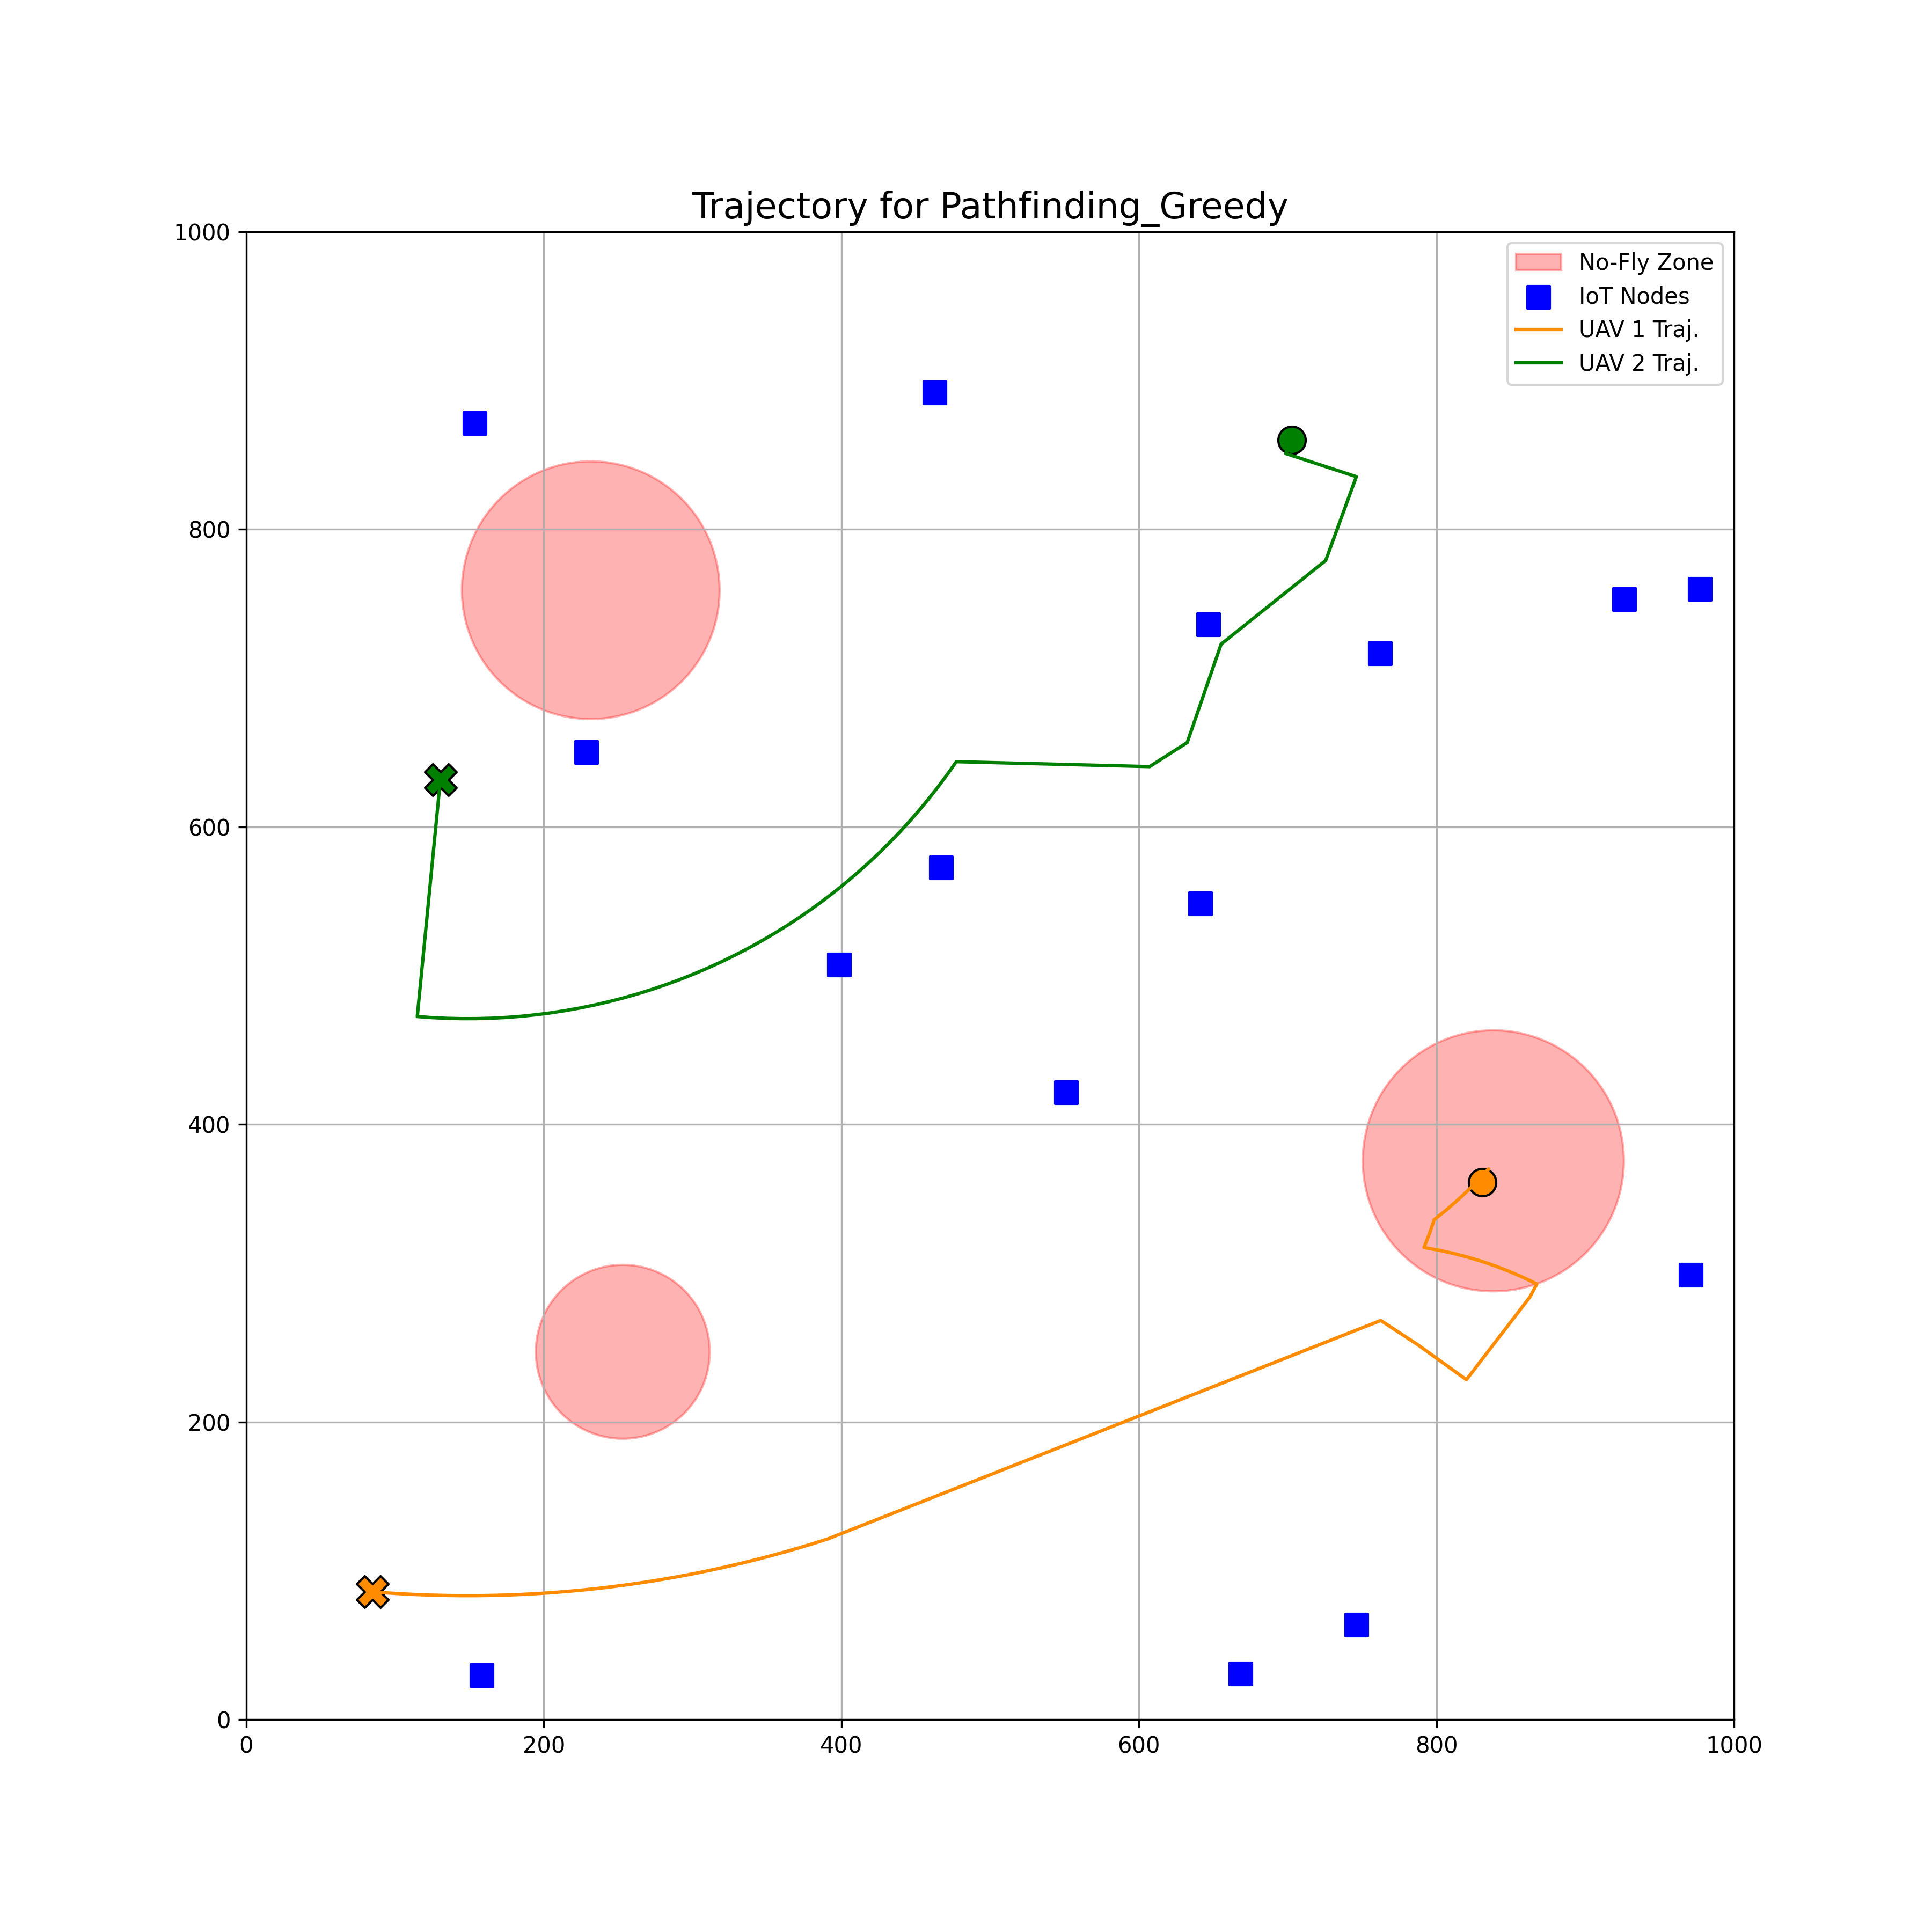 Trajectory for Pathfinding_Greedy
No-Fly Zone
IoT Nodes
UAV 1 Traj.
UAV 2 Traj.
1000
800
600
400
200
0
0 200 400 600 800 1000